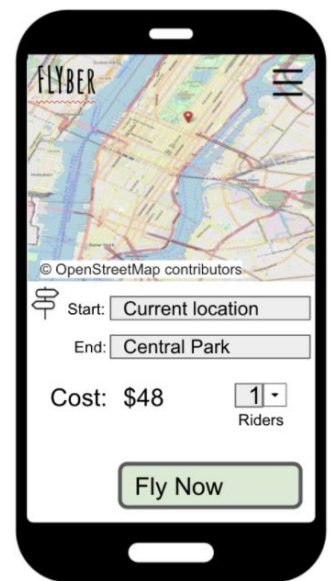 FLYBER
© OpenStreetMap contributors
Start: Current location
End: Central Park
Cost: $48 1
Riders
Fly Now